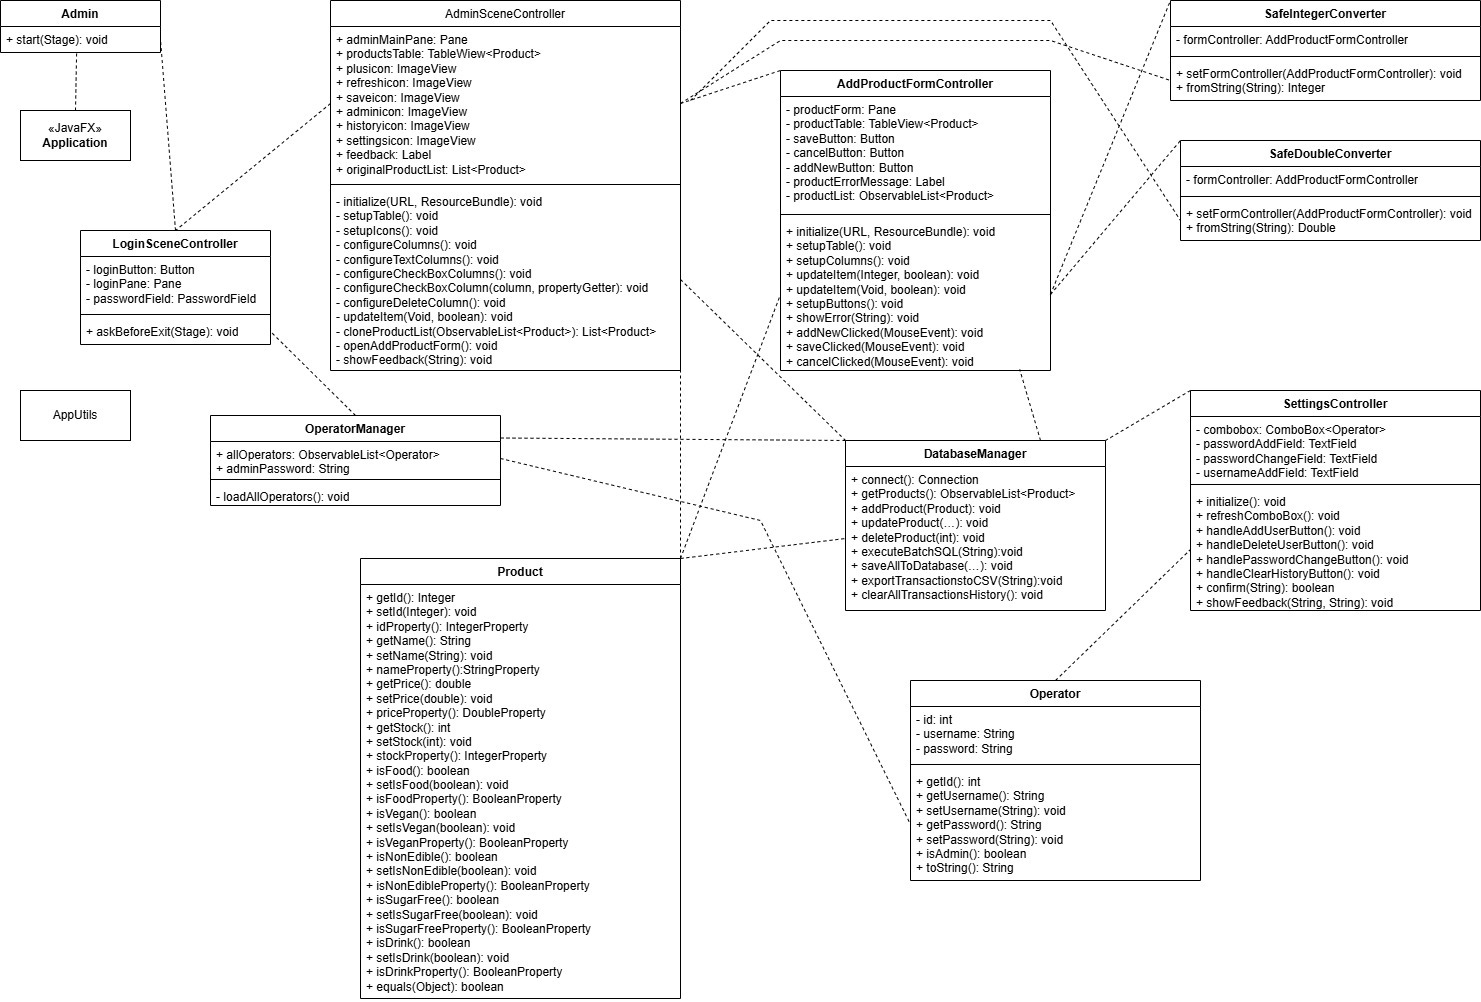 Admin
+ start(Stage): void
«JavaFX»
Application
AdminSceneController
+ adminMainPane: Pane
+ productsTable: TableWiew<Product>
+ plusicon: ImageView
+ refreshicon: ImageView
+ saveicon: ImageView
+ adminicon: ImageView
+ historyicon: ImageView
+ settingsicon: ImageView
+ feedback: Label
+ originalProductList: List<Product>
- initialize(URL, ResourceBundle): void
- setupTable(): void
- setupIcons(): void
- configureColumns(): void
- configureTextColumns(): void
- configureCheckBoxColumns(): void
- configureCheckBoxColumn(column, propertyGetter): void
- configureDeleteColumn(): void
- updateItem(Void, boolean): void
- cloneProductList(ObservableList<Product>): List<Product>
- openAddProductForm(): void
- showFeedback(String): void
AddProductFormController
- productForm: Pane
- productTable: TableView<Product>
- saveButton: Button
- cancelButton: Button
- addNewButton: Button
- productErrorMessage: Label
- productList: ObservableList<Product>
+ initialize(URL, ResourceBundle): void
+ setupTable(): void
+ setupColumns(): void
+ updateItem(Integer, boolean): void
+ updateItem(Void, boolean): void
+ setupButtons(): void
+ showError(String): void
+ addNewClicked(MouseEvent): void
+ saveClicked(MouseEvent): void
+ cancelClicked(MouseEvent): void
SafeIntegerConverter
- formController: AddProductFormController
+ setFormController(AddProductFormController): void
+ fromString(String): Integer
SafeDoubleConverter
- formController: AddProductFormController
+ setFormController(AddProductFormController): void
+ fromString(String): Double
LoginSceneController
- loginButton: Button
- loginPane: Pane
- passwordField: PasswordField
+ askBeforeExit(Stage): void
AppUtils
OperatorManager
+ allOperators: ObservableList<Operator>
+ adminPassword: String
- loadAllOperators(): void
DatabaseManager
+ connect(): Connection
+ getProducts(): ObservableList<Product>
+ addProduct(Product): void
+ updateProduct(…): void
+ deleteProduct(int): void
+ executeBatchSQL(String):void
+ saveAllToDatabase(…): void
+ exportTransactionstoCSV(String):void
+ clearAllTransactionsHistory(): void
SettingsController
- combobox: ComboBox<Operator>
- passwordAddField: TextField
- passwordChangeField: TextField
- usernameAddField: TextField
+ initialize(): void
+ refreshComboBox(): void
+ handleAddUserButton(): void
+ handleDeleteUserButton(): void
+ handlePasswordChangeButton(): void
+ handleClearHistoryButton(): void
+ confirm(String): boolean
+ showFeedback(String, String): void
Product
+ getId(): Integer
+ setId(Integer): void
+ idProperty(): IntegerProperty
+ getName(): String
+ setName(String): void
+ nameProperty():StringProperty
+ getPrice(): double
+ setPrice(double): void
+ priceProperty(): DoubleProperty
+ getStock(): int
+ setStock(int): void
+ stockProperty(): IntegerProperty
+ isFood(): boolean
+ setIsFood(boolean): void
+ isFoodProperty(): BooleanProperty
+ isVegan(): boolean
+ setIsVegan(boolean): void
+ isVeganProperty(): BooleanProperty
+ isNonEdible(): boolean
+ setIsNonEdible(boolean): void
+ isNonEdibleProperty(): BooleanProperty
+ isSugarFree(): boolean
+ setIsSugarFree(boolean): void
+ isSugarFreeProperty(): BooleanProperty
+ isDrink(): boolean
+ setIsDrink(boolean): void
+ isDrinkProperty(): BooleanProperty
+ equals(Object): boolean
Operator
- id: int
- username: String
- password: String
+ getId(): int
+ getUsername(): String
+ setUsername(String): void
+ getPassword(): String
+ setPassword(String): void
+ isAdmin(): boolean
+ toString(): String